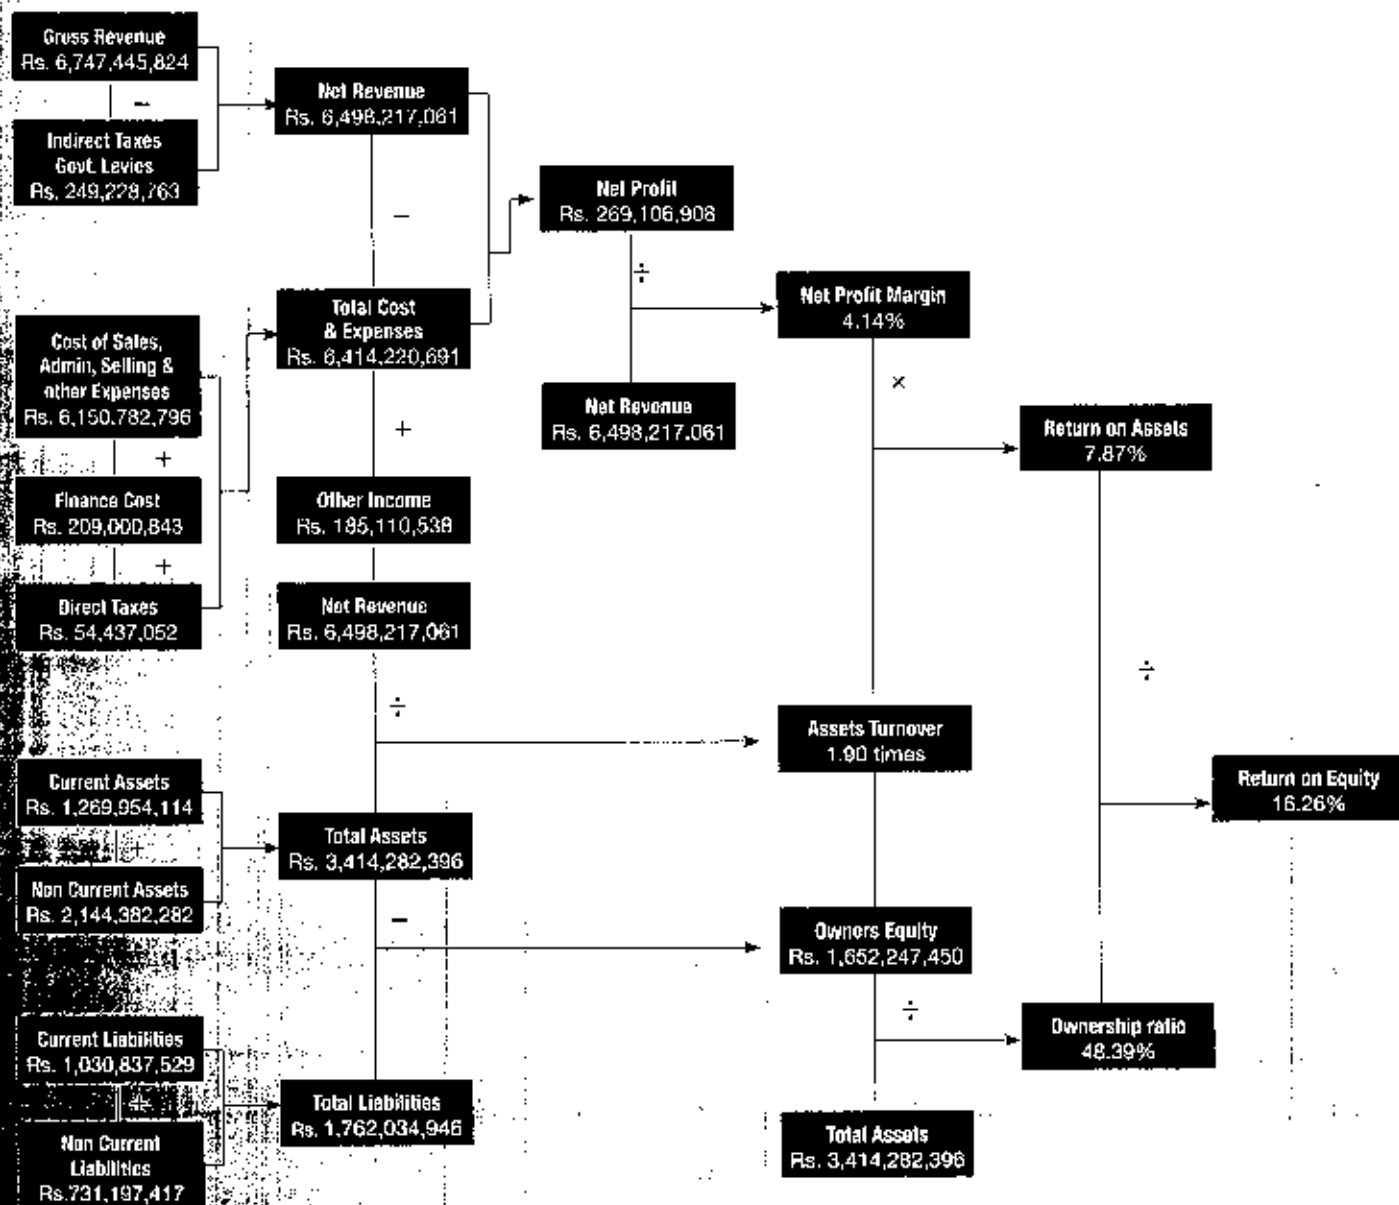 Gross Revenue
Rs. 6,747,445,824
−
Indirect Taxes
Govt. Levies
Rs. 249,228,763
Net Revenue
Rs. 6,498,217,061
−
Net Profit
Rs. 269,106,908
÷
Net Revenue
Rs. 6,498,217.061
Net Profit Margin
4.14%
×
Cost of Sales,
Admin, Selling &
other Expenses
Rs. 6,150.782,796
+
Finance Cost
Rs. 209,000,843
+
Direct Taxes
Rs. 54,437,052
Total Cost
& Expenses
Rs. 6,414,220,691
+
Other Income
Rs. 185,110,538
Net Revenue
Rs. 6,498,217,061
÷
Return on Assets
7.87%
÷
Assets Turnover
1.90 times
Return on Equity
16.26%
Current Assets
Rs. 1,269,954,114
+
Non Current Assets
Rs. 2,144,382,282
Total Assets
Rs. 3,414,282,396
−
Owners Equity
Rs. 1,652,247,450
÷
Ownership ratio
48.39%
Current Liabilities
Rs. 1,030,837,529
+
Non Current
Liabilities
Rs.731,197,417
Total Liabilities
Rs. 1,762,034,946
Total Assets
Rs. 3,414,282,396